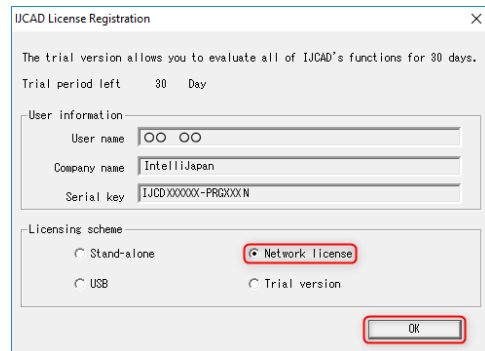 IJCAD License Registration
The trial version allows you to evaluate all of IJCAD's functions for 30 days.
Trial period left 30 Day
User information
User name ○○ ○○
Company name IntelliJapan
Serial key IJCDXXXXXX-PRGXXXN
Licensing scheme
Stand-alone Network license
USB Trial version
OK